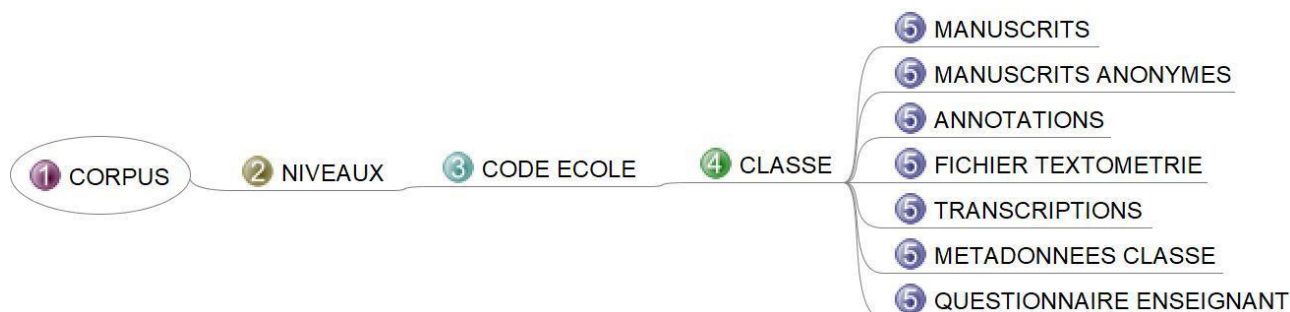 1 CORPUS
2 NIVEAUX
3 CODE ECOLE
4 CLASSE
5 MANUSCRITS
5 MANUSCRITS ANONYMES
5 ANNOTATIONS
5 FICHIER TEXTOMETRIE
5 TRANSCRIPTIONS
5 METADONNEES CLASSE
5 QUESTIONNAIRE ENSEIGNANT